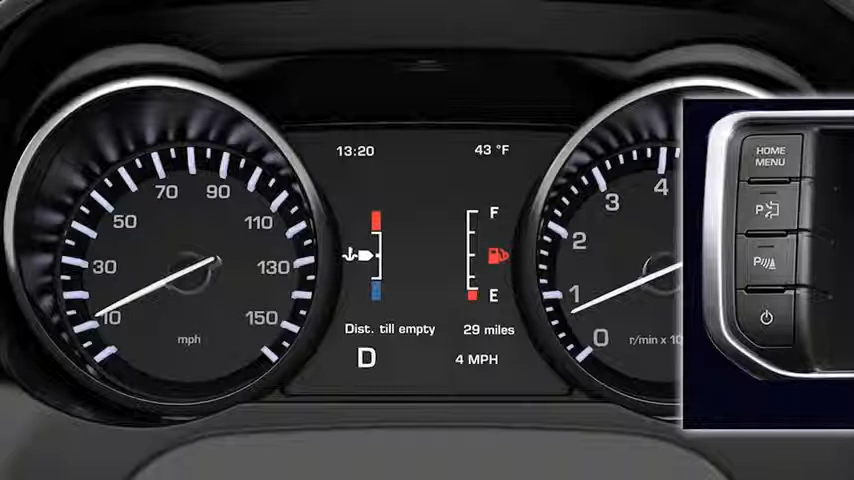 13:20
43 °F
10
30
50
70
90
110
130
150
mph
F
E
Dist. till empty
29 miles
D
4 MPH
0
1
2
3
4
r/min x 10
HOME
MENU
P
P